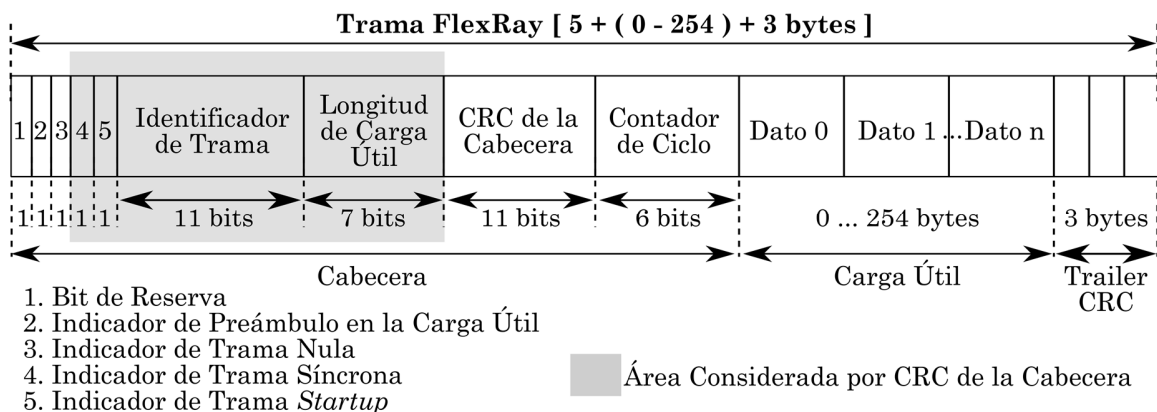 Trama FlexRay [ 5 + ( 0 - 254 ) + 3 bytes ]
1 2 3 4 5
Identificador
de Trama
Longitud
de Carga
Útil
CRC de la
Cabecera
Contador
de Ciclo
Dato 0
Dato 1
...Dato n
1 1 1 1 1
11 bits
7 bits
11 bits
6 bits
0 ... 254 bytes
3 bytes
Cabecera
Carga Útil
Trailer
CRC
1. Bit de Reserva
2. Indicador de Preámbulo en la Carga Útil
3. Indicador de Trama Nula
4. Indicador de Trama Síncrona
5. Indicador de Trama Startup
Área Considerada por CRC de la Cabecera